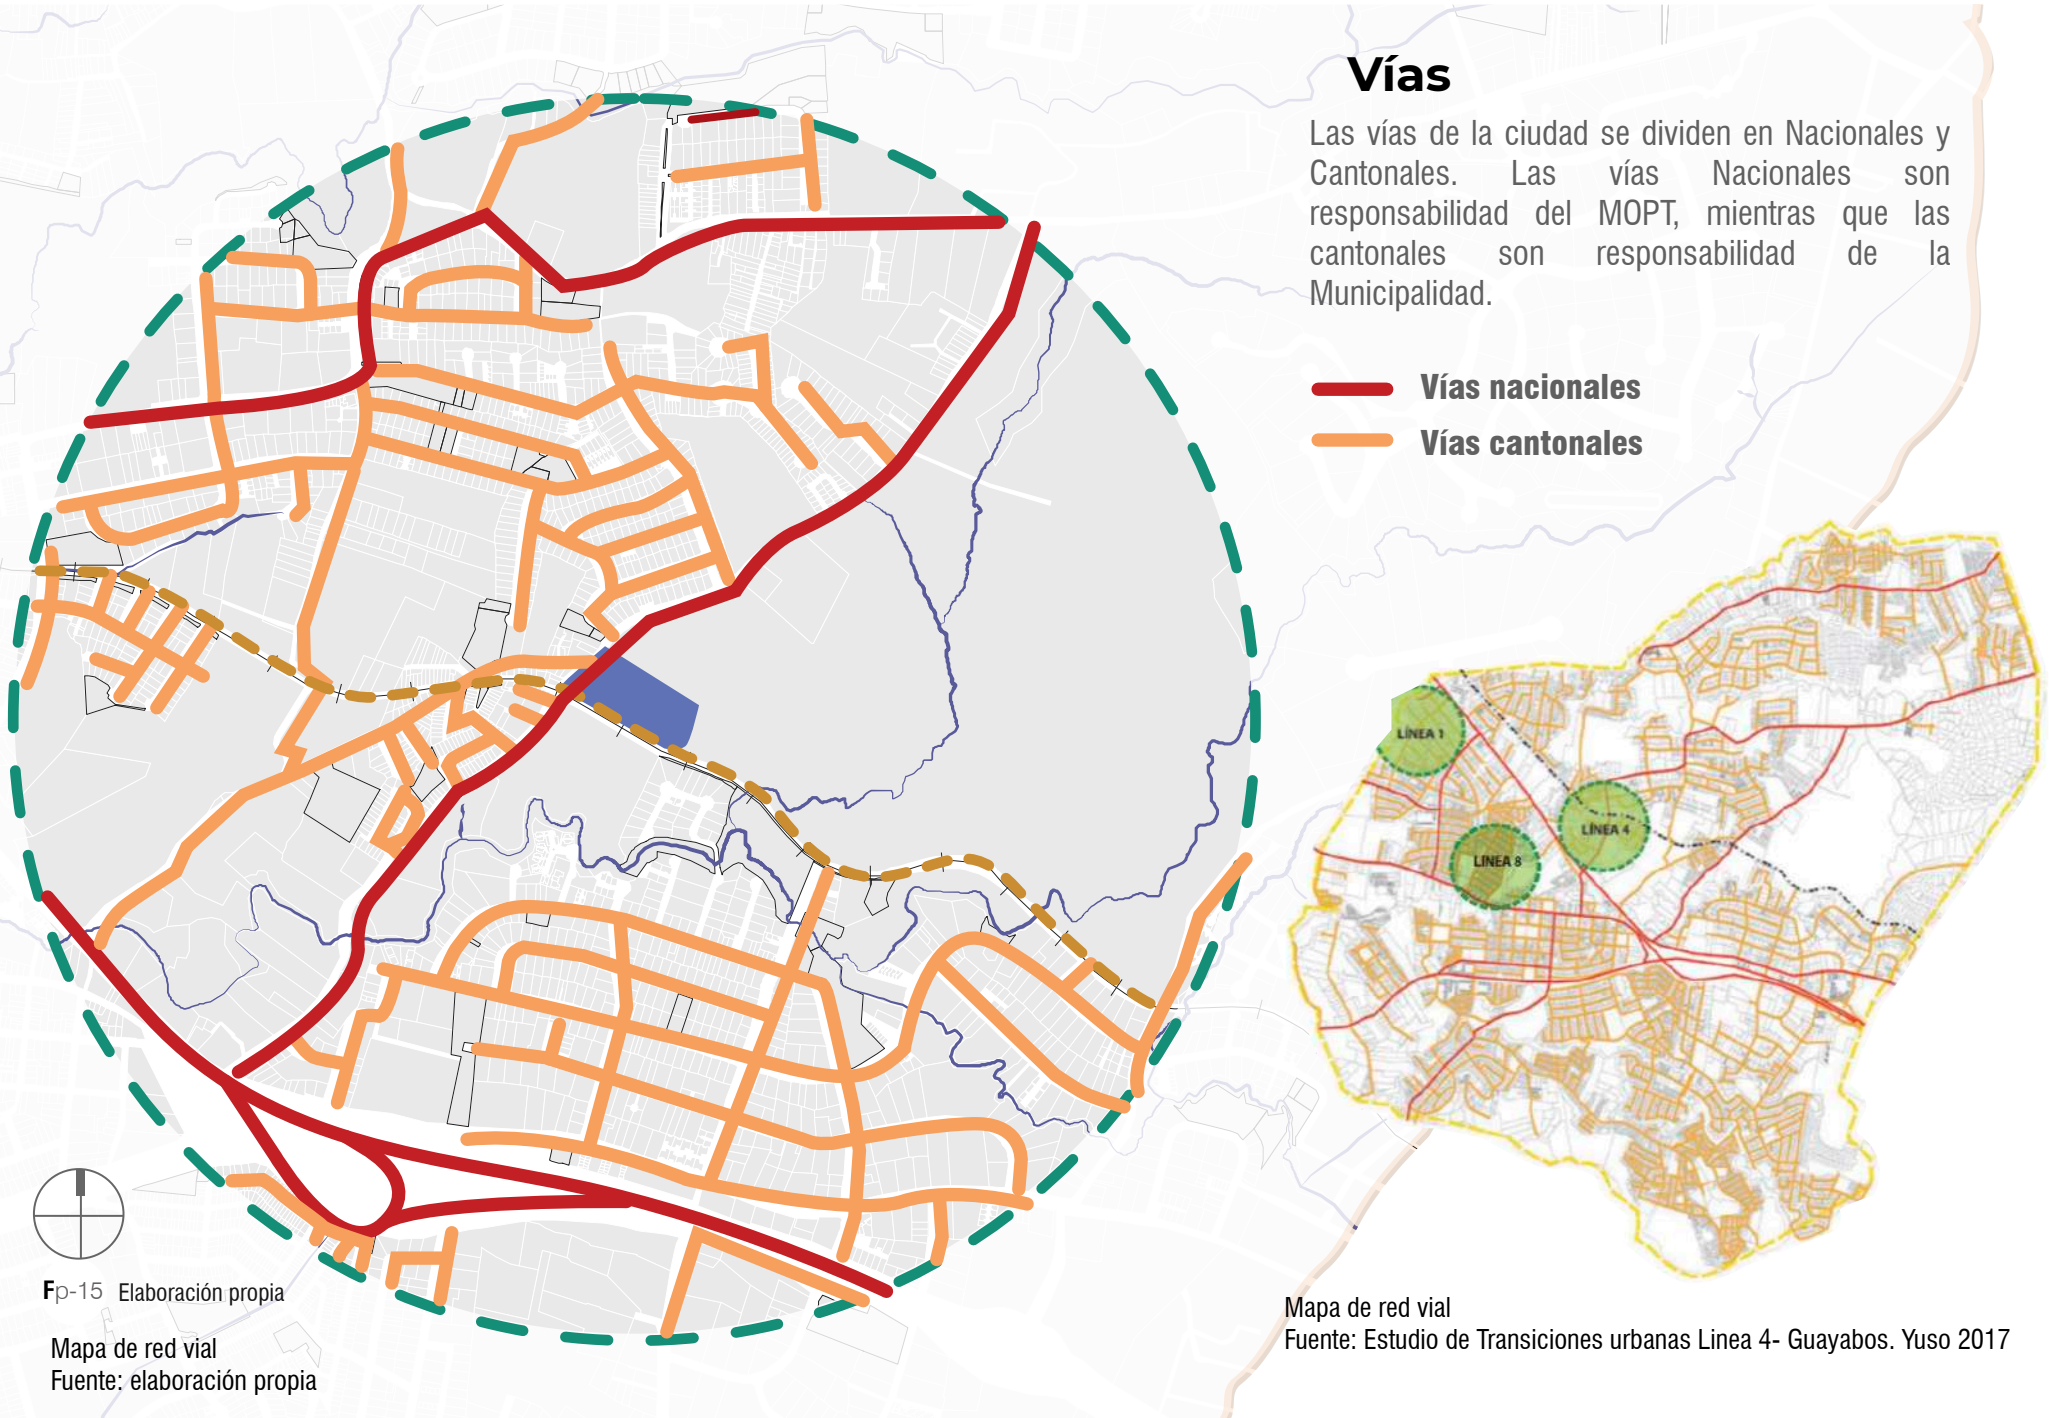 Vías
Las vías de la ciudad se dividen en Nacionales y
Cantonales. Las vías Nacionales son
responsabilidad del MOPT, mientras que las
cantonales son responsabilidad de la
Municipalidad.
Vías nacionales
Vías cantonales
LÍNEA 1
LÍNEA 4
LÍNEA 8
Fp-15 Elaboración propia
Mapa de red vial
Fuente: elaboración propia
Mapa de red vial
Fuente: Estudio de Transiciones urbanas Linea 4- Guayabos. Yuso 2017